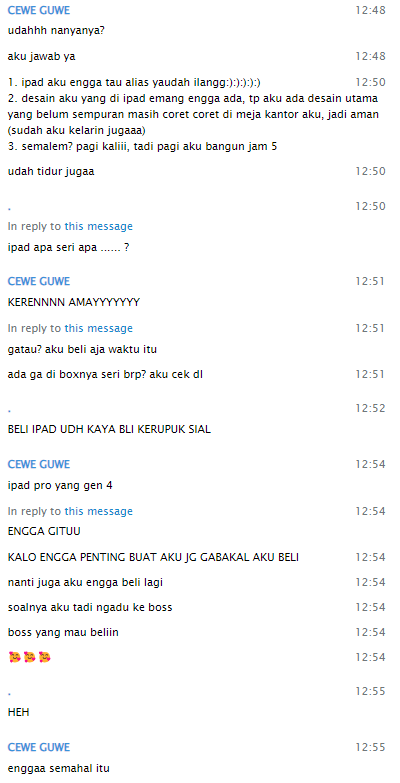 CEWE GUWE 12:48
udahhh nanyanya?
aku jawab ya 12:48
1. ipad aku engga tau alias yaudah ilangg:):):):):) 12:50
2. desain aku yang di ipad emang engga ada, tp aku ada desain utama
yang belum sempuran masih coret coret di meja kantor aku, jadi aman
(sudah aku kelarin jugaaa)
3. semalem? pagi kaliii, tadi pagi aku bangun jam 5
udah tidur jugaa 12:50
. 12:50
In reply to this message
ipad apa seri apa ...... ?
CEWE GUWE 12:51
KERENNNN AMAYYYYYYY
In reply to this message 12:51
gatau? aku beli aja waktu itu
ada ga di boxnya seri brp? aku cek dl 12:51
. 12:52
BELI IPAD UDH KAYA BLI KERUPUK SIAL
CEWE GUWE 12:54
ipad pro yang gen 4
In reply to this message 12:54
ENGGA GITUU
KALO ENGGA PENTING BUAT AKU JG GABAKAL AKU BELI 12:54
nanti juga aku engga beli lagi 12:54
soalnya aku tadi ngadu ke boss 12:54
boss yang mau beliin 12:54
🥰🥰🥰 12:54
. 12:55
HEH
CEWE GUWE 12:55
enggaa semahal itu